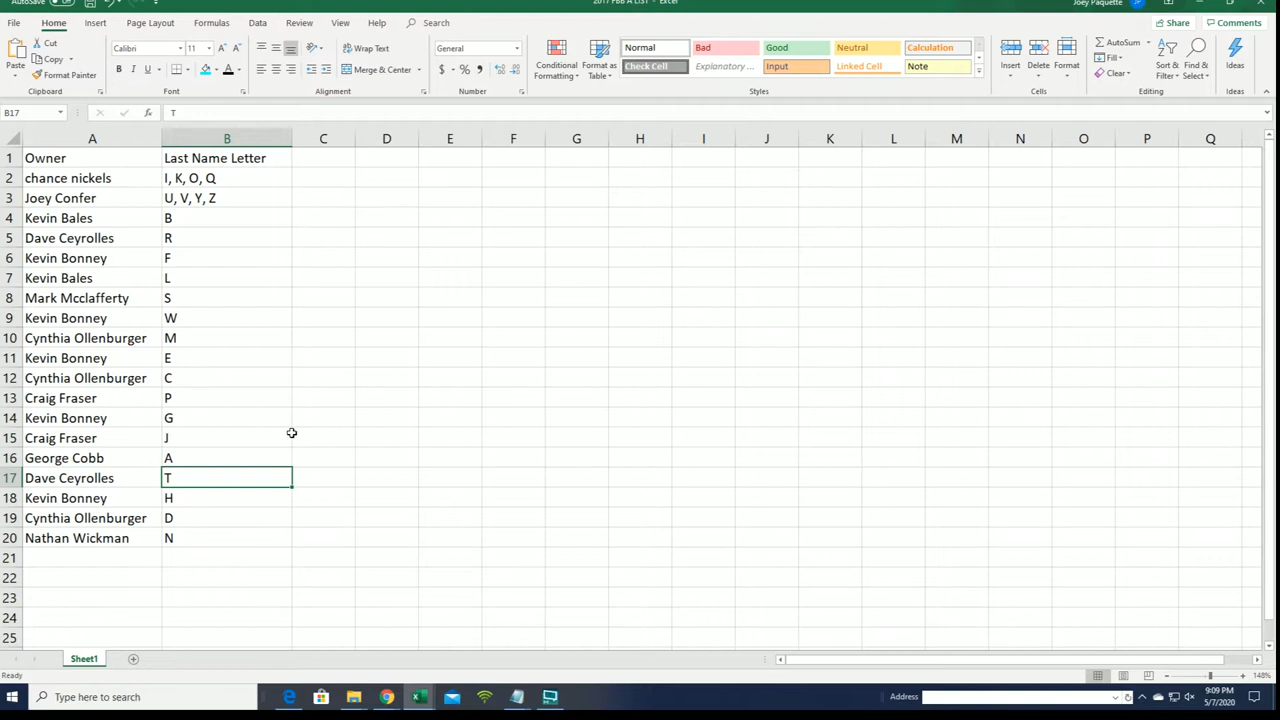 AutoSave Off 2017 FBB A LIST - Excel Joey Paquette
File Home Insert Page Layout Formulas Data Review View Help Search Share Comments
Paste Cut Copy Format Painter Clipboard
Calibri 11 A A B I U A Font
Wrap Text Merge & Center Alignment
General $ % , Number
Conditional Formatting Format as Table
Normal Bad Good Neutral Calculation
Check Cell Explanatory ... Input Linked Cell Note
Styles
Insert Delete Format Cells
AutoSum Fill Clear Sort & Filter Find & Select Editing
Ideas Ideas
B17 fx T
A B C D E F G H I J K L M N O P Q
1 Owner Last Name Letter
2 chance nickels I, K, O, Q
3 Joey Confer U, V, Y, Z
4 Kevin Bales B
5 Dave Ceyrolles R
6 Kevin Bonney F
7 Kevin Bales L
8 Mark Mcclafferty S
9 Kevin Bonney W
10 Cynthia Ollenburger M
11 Kevin Bonney E
12 Cynthia Ollenburger C
13 Craig Fraser P
14 Kevin Bonney G
15 Craig Fraser J
16 George Cobb A
17 Dave Ceyrolles T
18 Kevin Bonney H
19 Cynthia Ollenburger D
20 Nathan Wickman N
21
22
23
24
25
Sheet1
Ready 148%
Type here to search Address 9:09 PM
5/7/2020